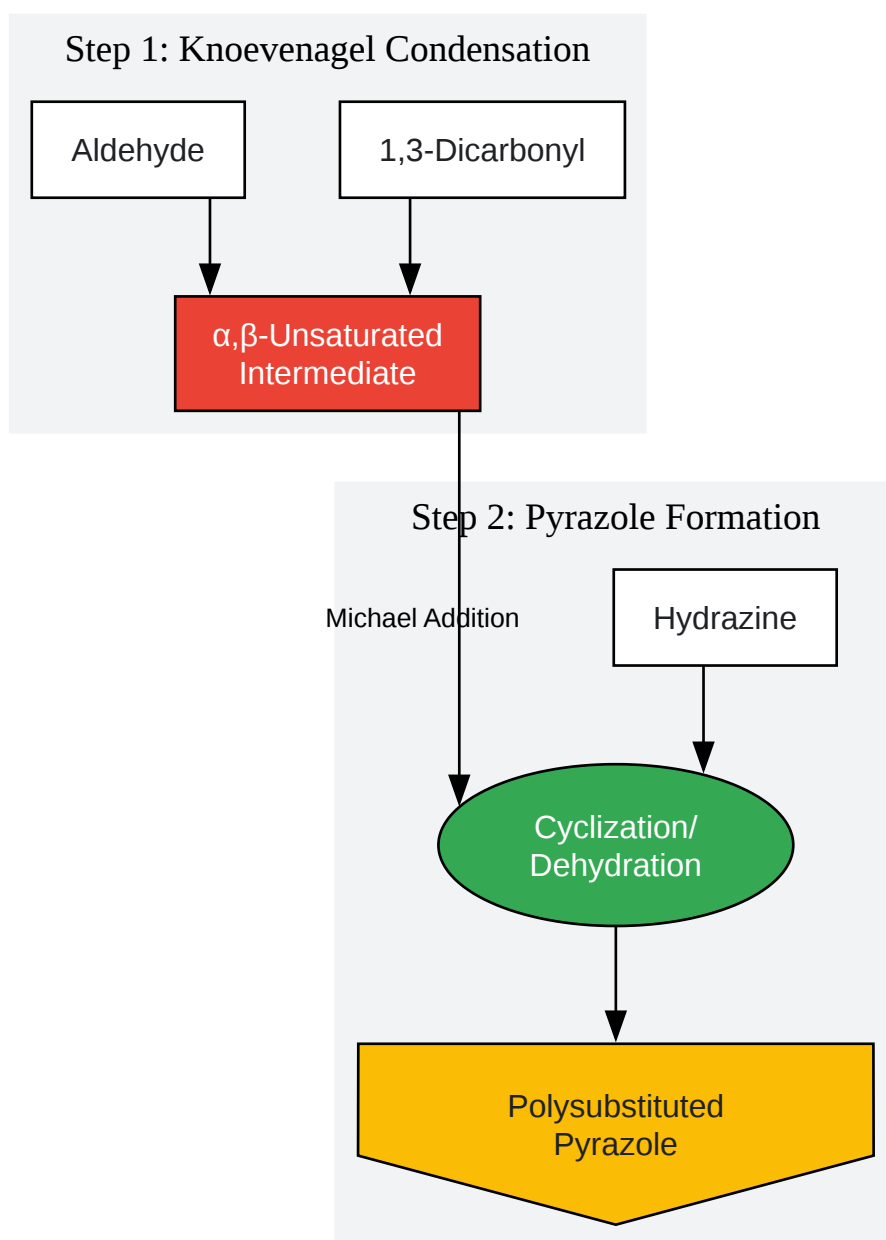 Step 1: Knoevenagel Condensation
Aldehyde
1,3-Dicarbonyl
α,β-Unsaturated
Intermediate
Step 2: Pyrazole Formation
Michael Addition
Hydrazine
Cyclization/
Dehydration
Polysubstituted
Pyrazole